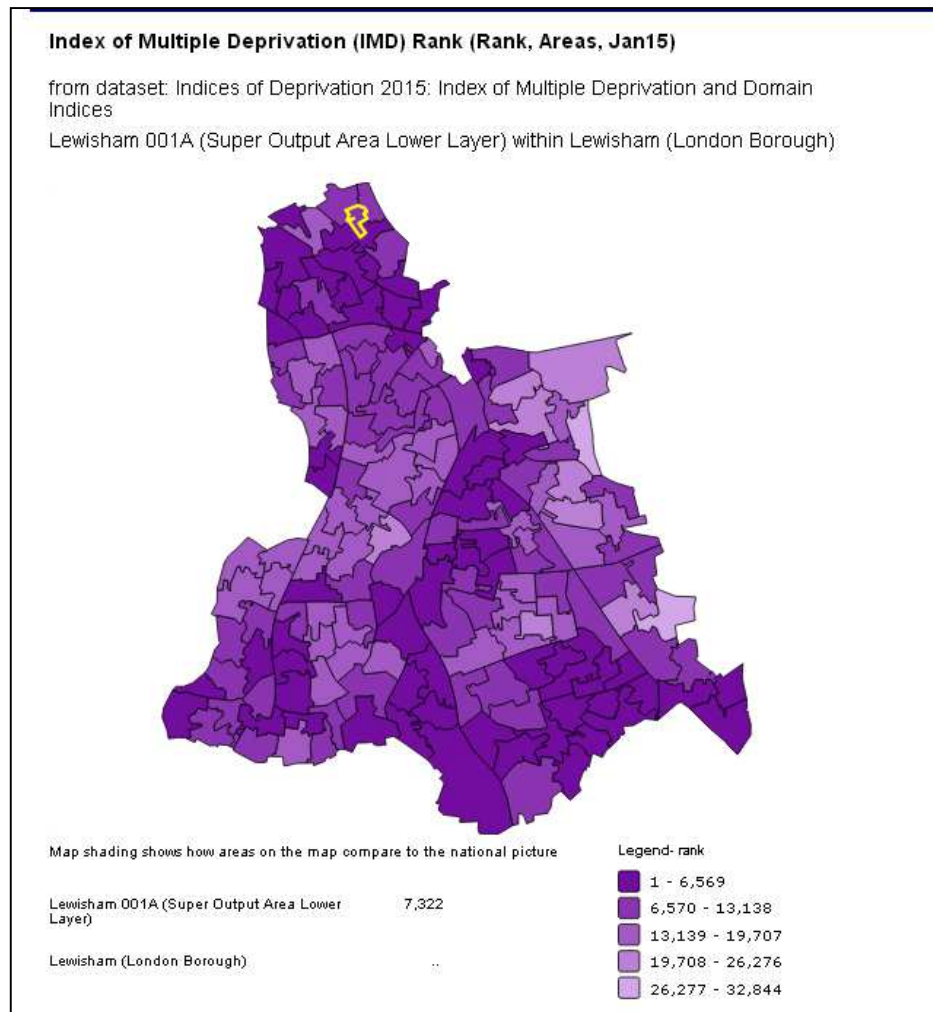 Index of Multiple Deprivation (IMD) Rank (Rank, Areas, Jan15)
from dataset: Indices of Deprivation 2015: Index of Multiple Deprivation and Domain
Indices
Lewisham 001A (Super Output Area Lower Layer) within Lewisham (London Borough)
Map shading shows how areas on the map compare to the national picture
Lewisham 001A (Super Output Area Lower
Layer)
7,322
Lewisham (London Borough)
..
Legend- rank
1 - 6,569
6,570 - 13,138
13,139 - 19,707
19,708 - 26,276
26,277 - 32,844